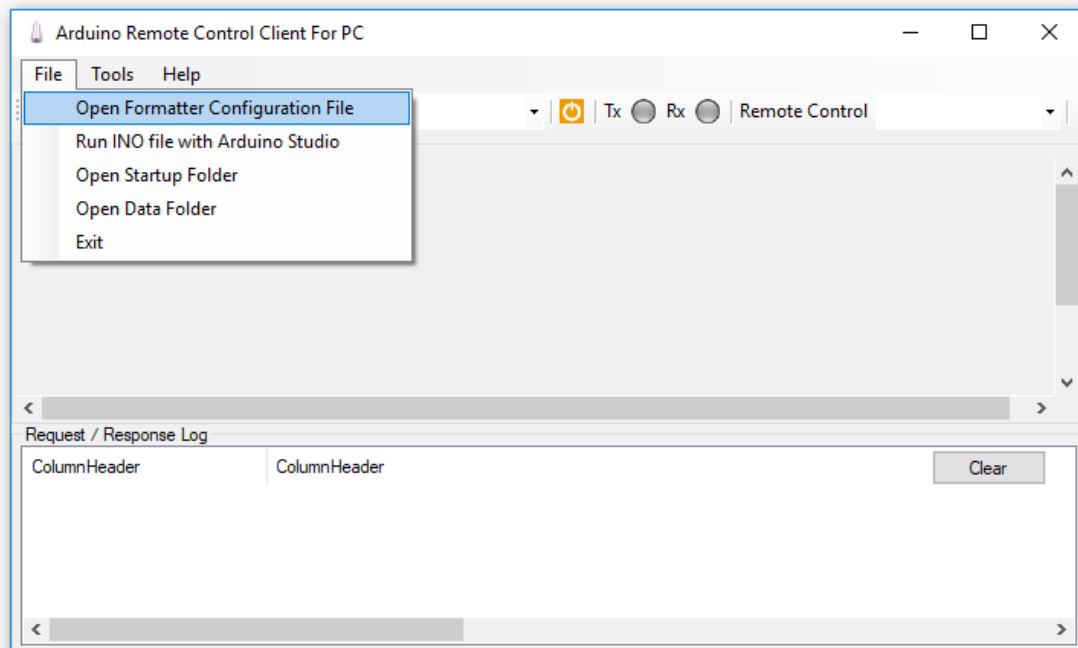 Arduino Remote Control Client For PC
File Tools Help
Open Formatter Configuration File
Tx Rx Remote Control
Run INO file with Arduino Studio
Open Startup Folder
Open Data Folder
Exit
Request / Response Log
ColumnHeader ColumnHeader Clear